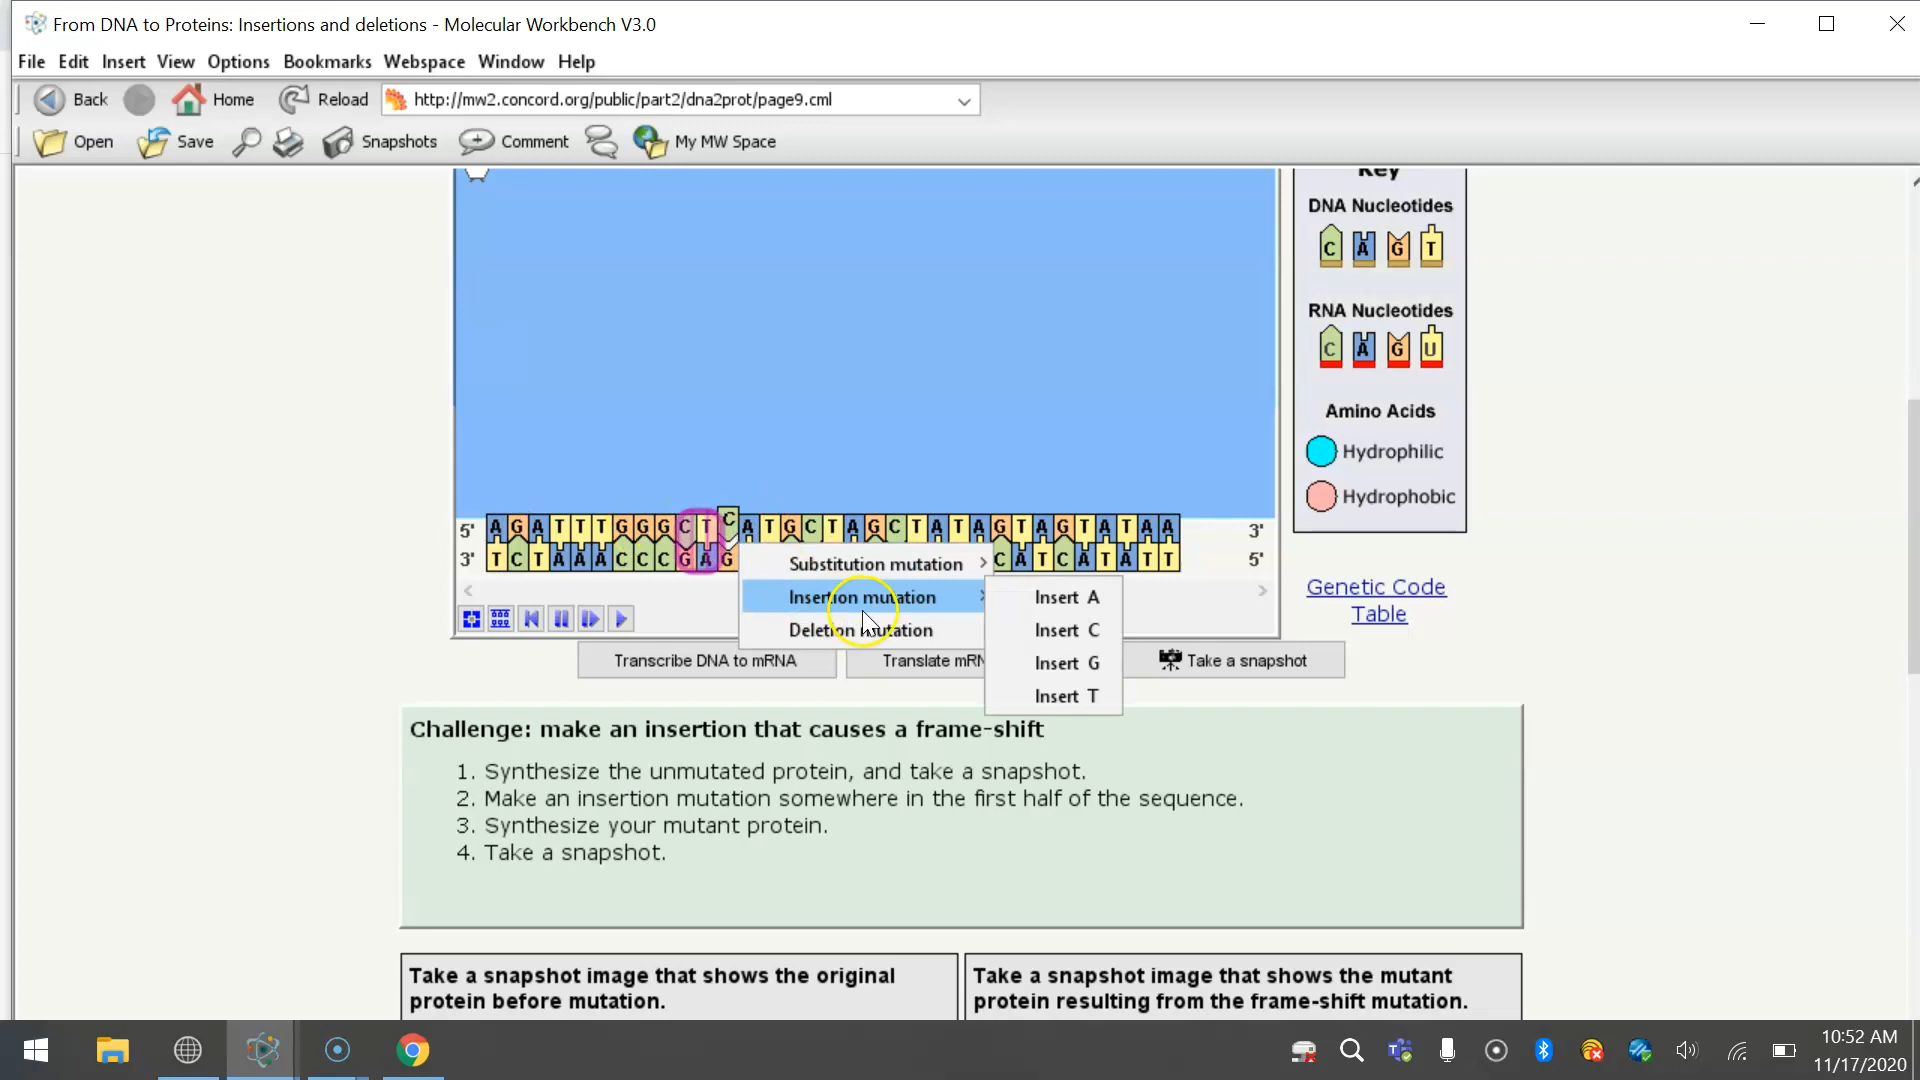 From DNA to Proteins: Insertions and deletions - Molecular Workbench V3.0
File Edit Insert View Options Bookmarks Webspace Window Help
Back Home Reload http://mw2.concord.org/public/part2/dna2prot/page9.cml
Open Save Snapshots Comment My MW Space
Key
DNA Nucleotides
C A G T
RNA Nucleotides
C A G U
Amino Acids
Hydrophilic
Hydrophobic
5' A G A T T T G G G C T C A T G C T A G C T A T A G T A G T A T A A 3'
3' T C T A A A C C C G A G C A T C A T A T T 5'
Substitution mutation
Insertion mutation
Deletion mutation
Insert A
Insert C
Insert G
Insert T
Genetic Code
Table
Transcribe DNA to mRNA Translate mRN Take a snapshot
Challenge: make an insertion that causes a frame-shift
1. Synthesize the unmutated protein, and take a snapshot.
2. Make an insertion mutation somewhere in the first half of the sequence.
3. Synthesize your mutant protein.
4. Take a snapshot.
Take a snapshot image that shows the original
protein before mutation.
Take a snapshot image that shows the mutant
protein resulting from the frame-shift mutation.
10:52 AM
11/17/2020